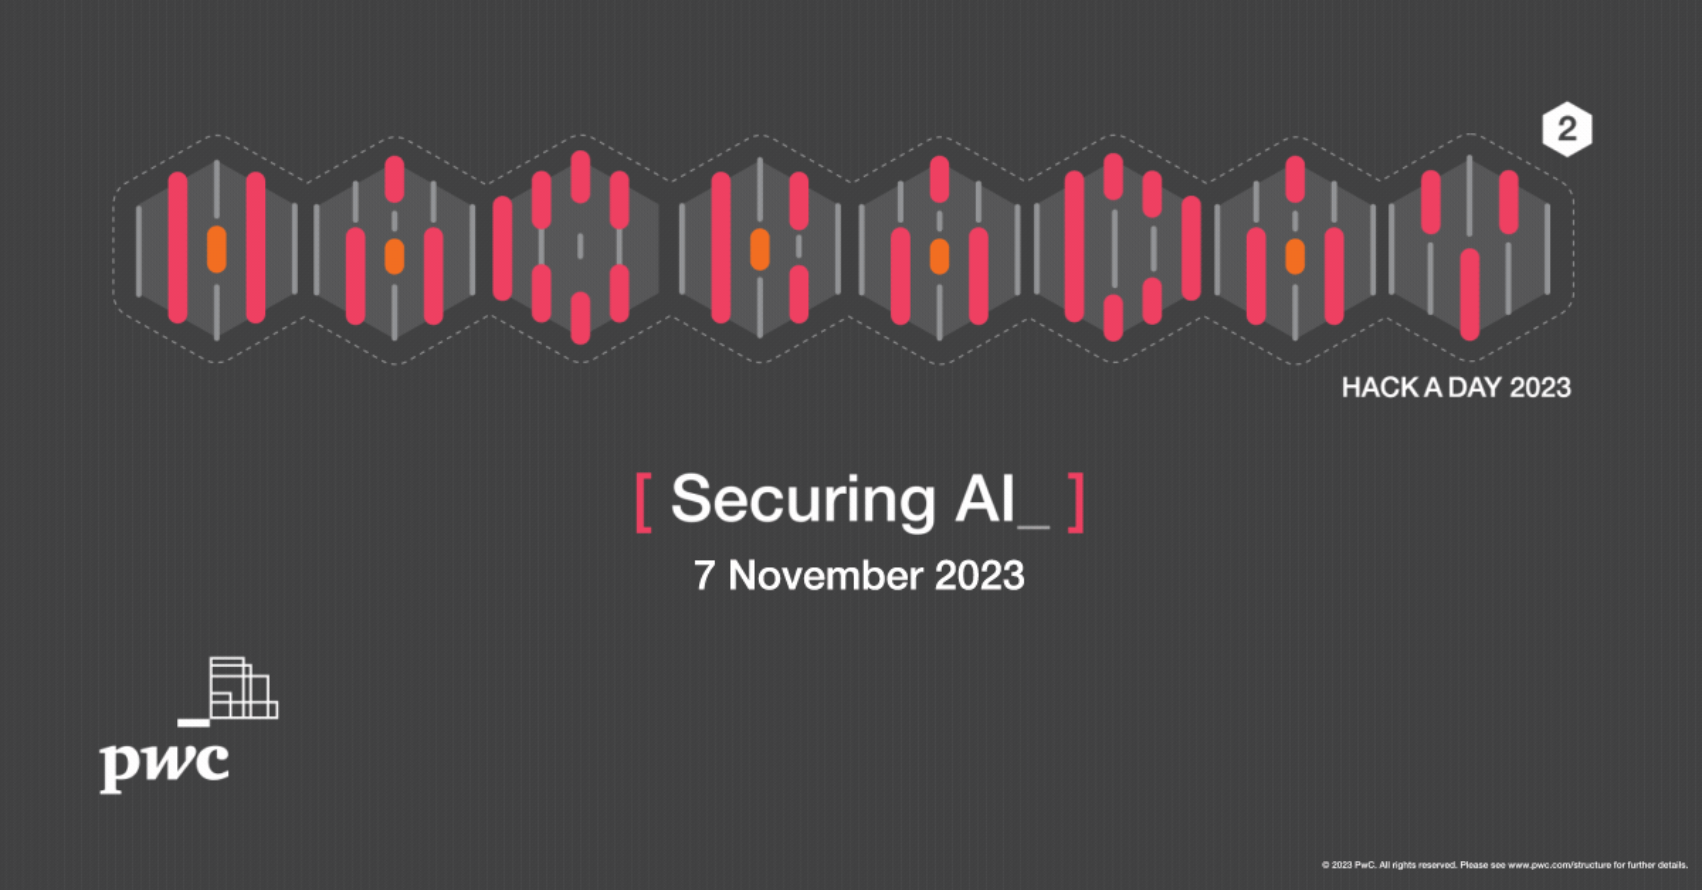 HACKADAY
2
HACK A DAY 2023
[ Securing AI_ ]
7 November 2023
pwc
© 2023 PwC. All rights reserved. Please see www.pwc.com/structure for further details.